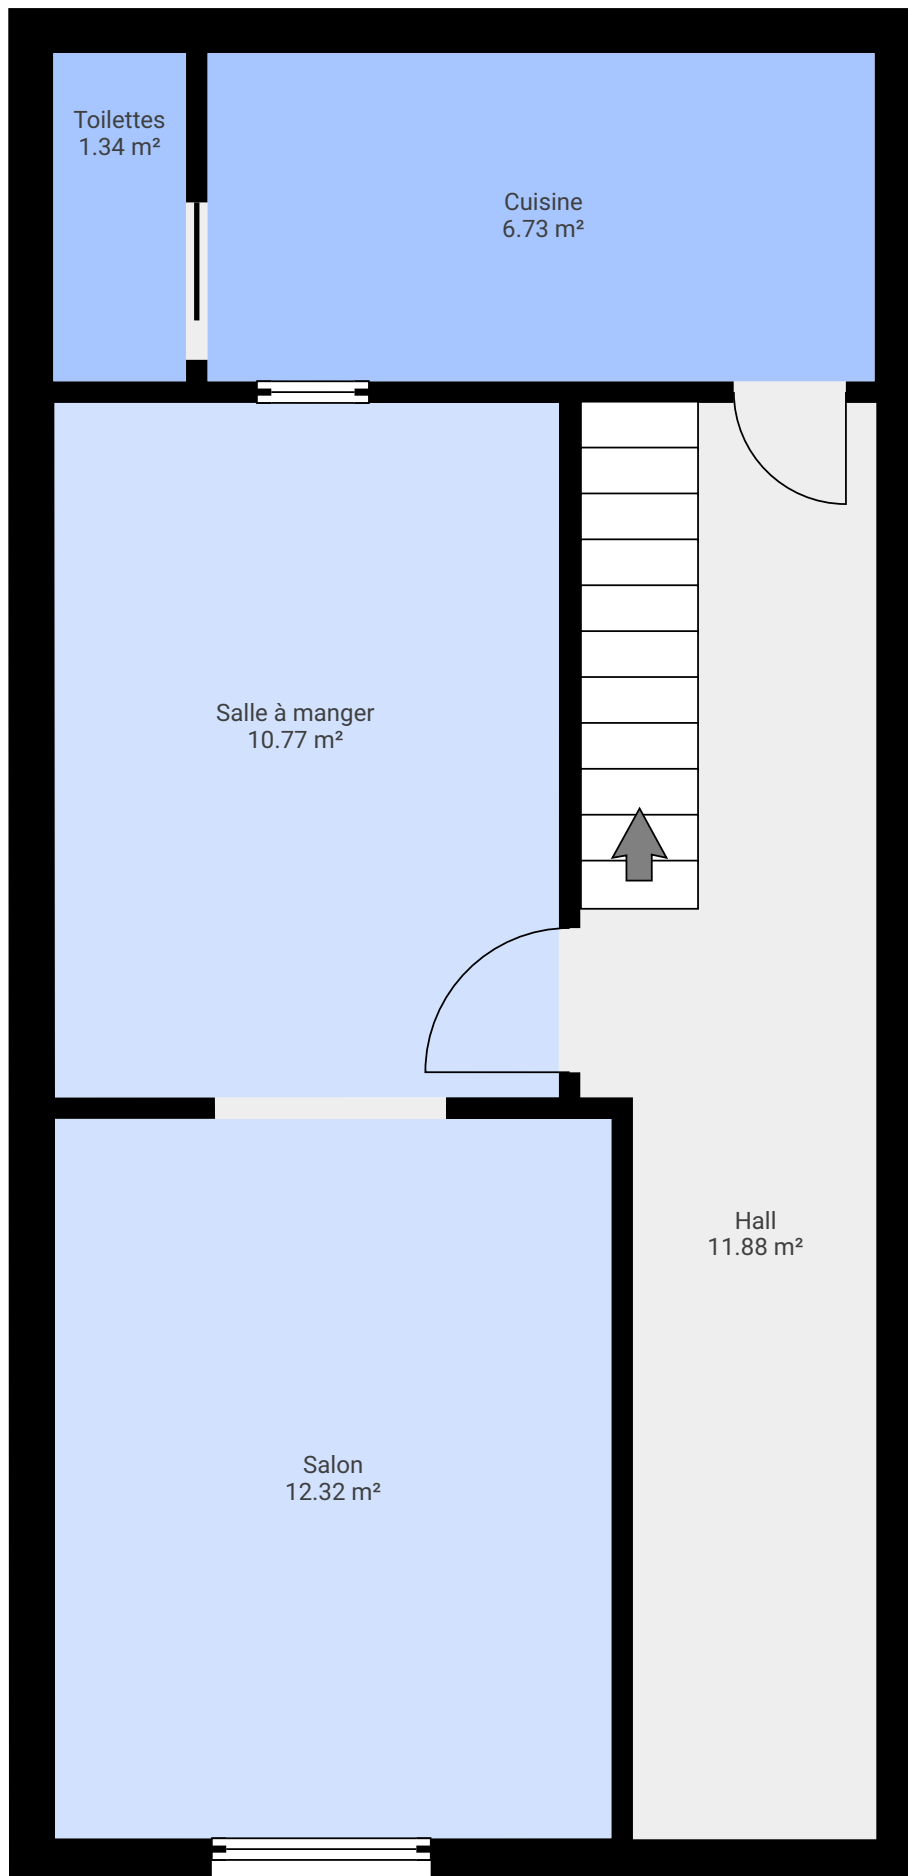 Toilettes
1.34 m²
Cuisine
6.73 m²
Salle à manger
10.77 m²
Hall
11.88 m²
Salon
12.32 m²